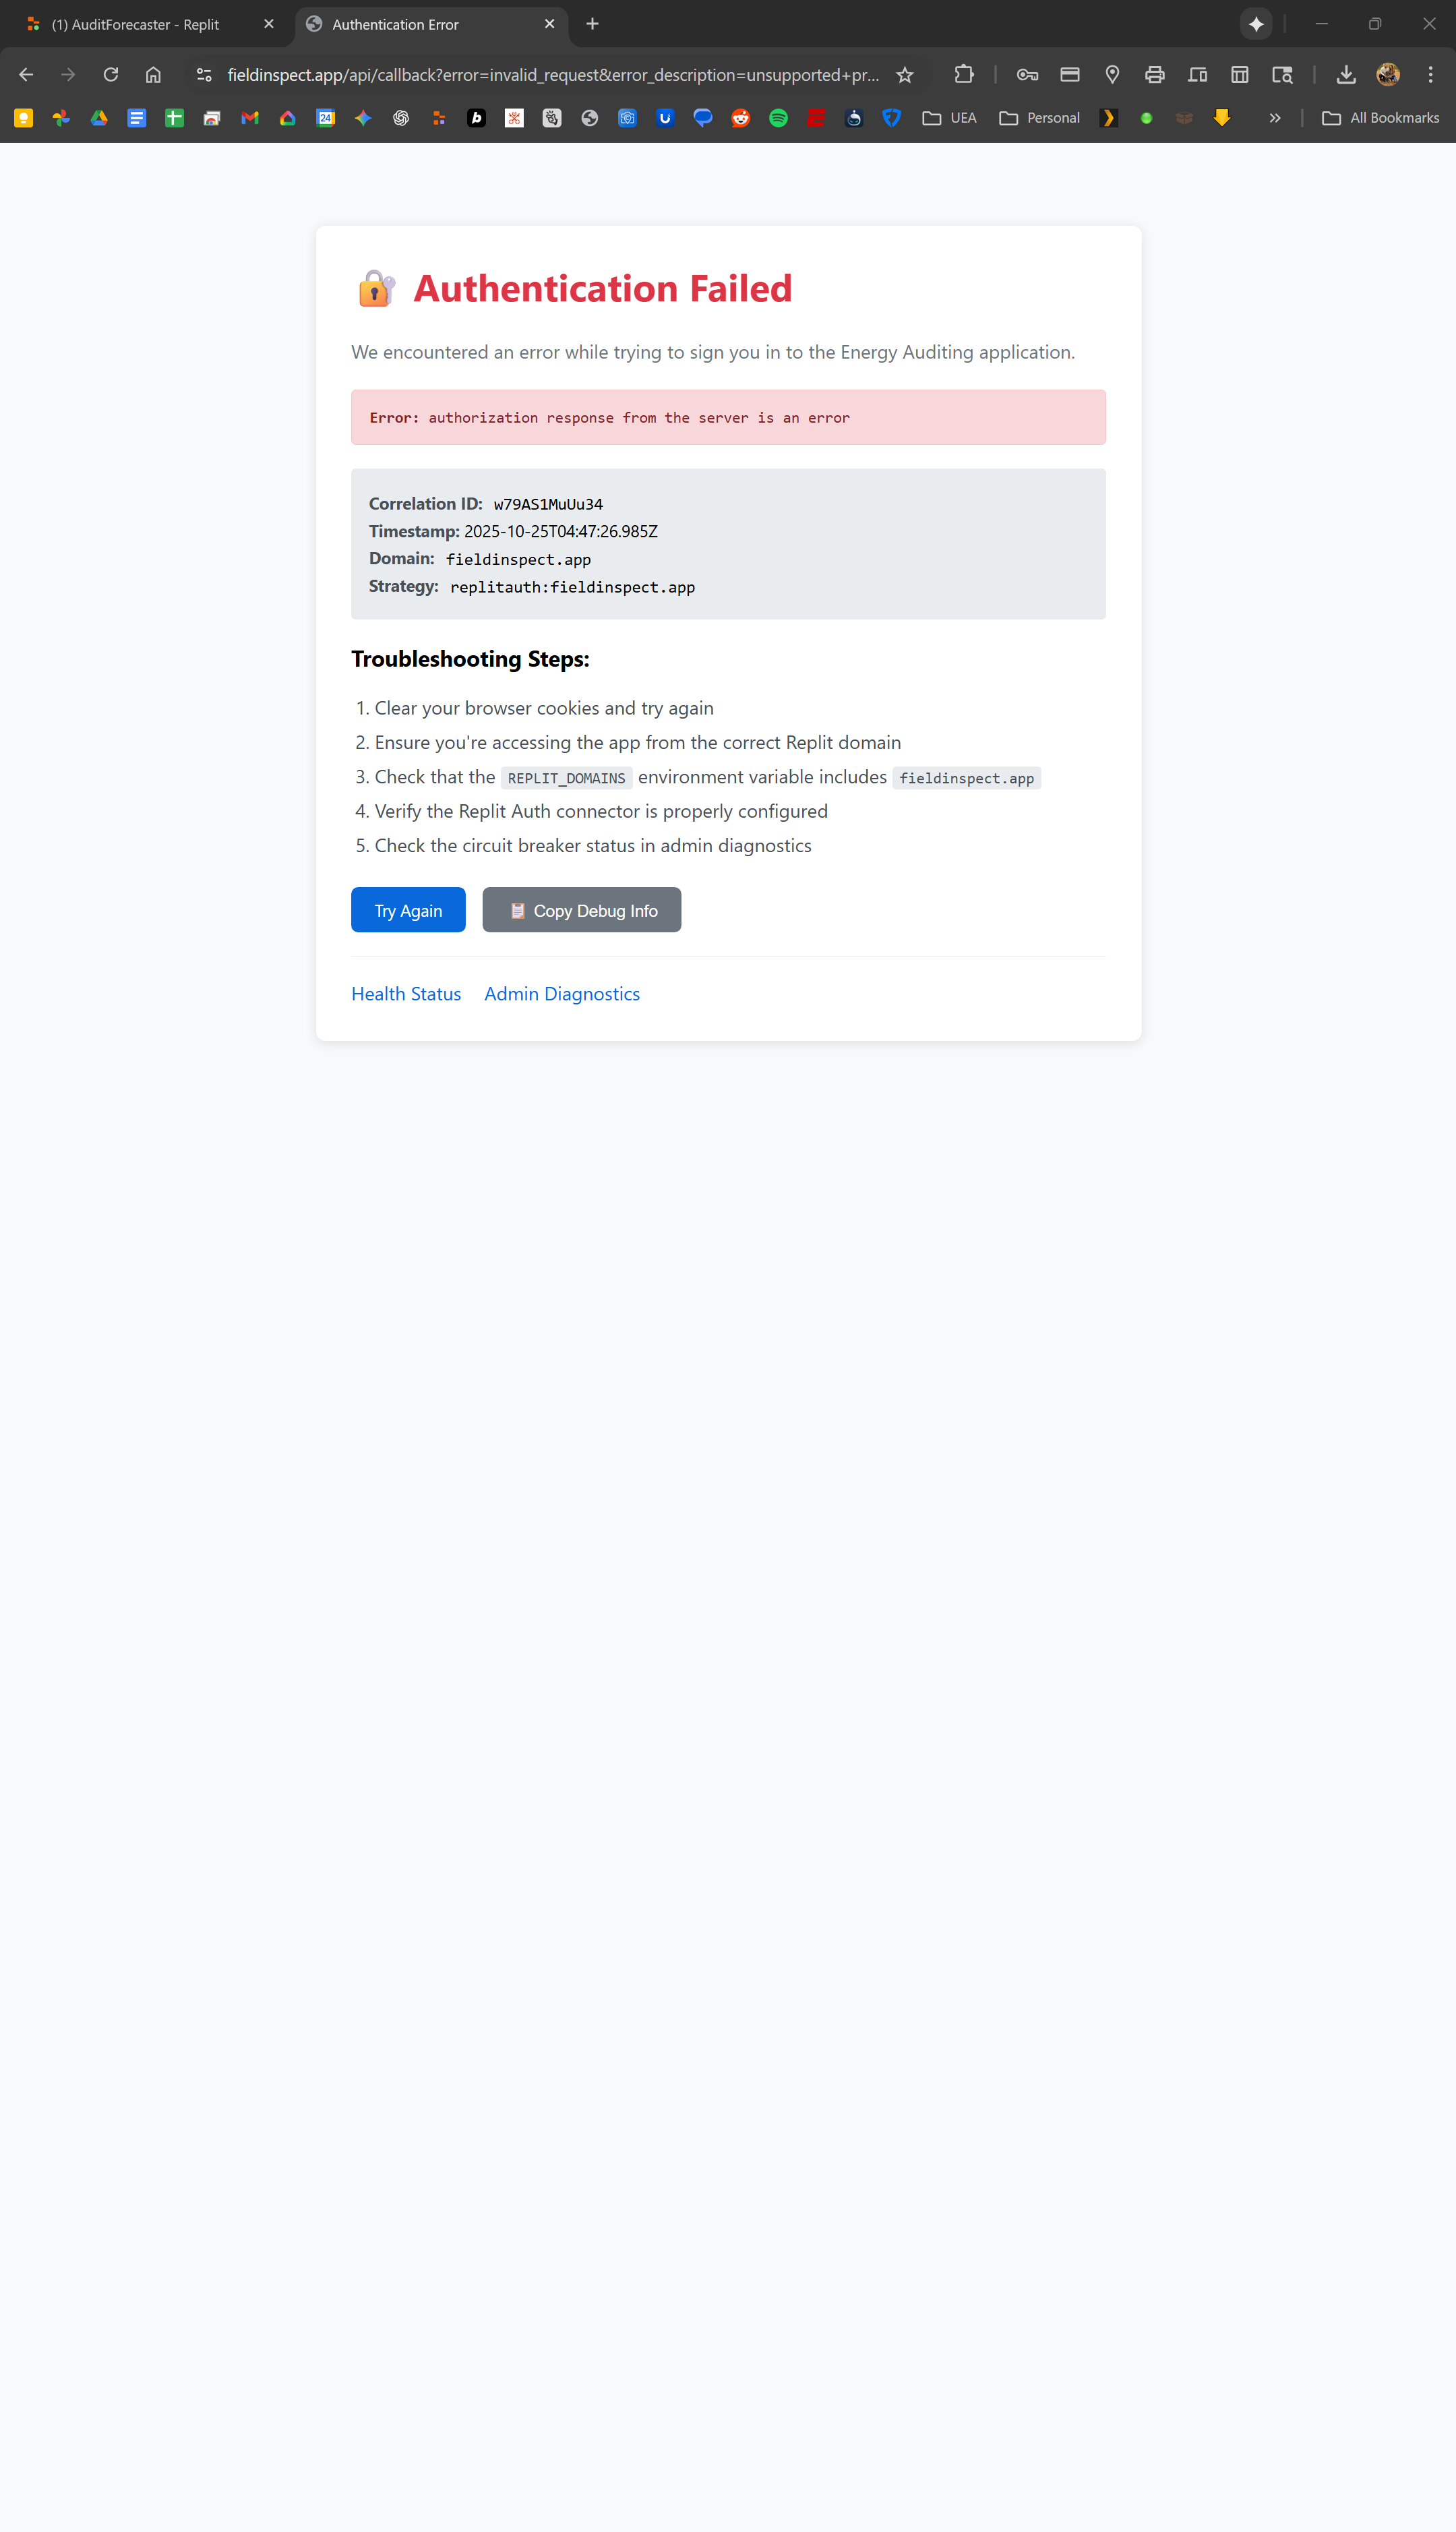 (1) AuditForecaster - Replit
Authentication Error
fieldinspect.app/api/callback?error=invalid_request&error_description=unsupported+pr...
24
UEA
Personal
All Bookmarks
Authentication Failed
We encountered an error while trying to sign you in to the Energy Auditing application.
Error: authorization response from the server is an error
Correlation ID: w79AS1MuUu34
Timestamp: 2025-10-25T04:47:26.985Z
Domain: fieldinspect.app
Strategy: replitauth:fieldinspect.app
Troubleshooting Steps:
1. Clear your browser cookies and try again
2. Ensure you're accessing the app from the correct Replit domain
3. Check that the REPLIT_DOMAINS environment variable includes fieldinspect.app
4. Verify the Replit Auth connector is properly configured
5. Check the circuit breaker status in admin diagnostics
Try Again
Copy Debug Info
Health Status
Admin Diagnostics